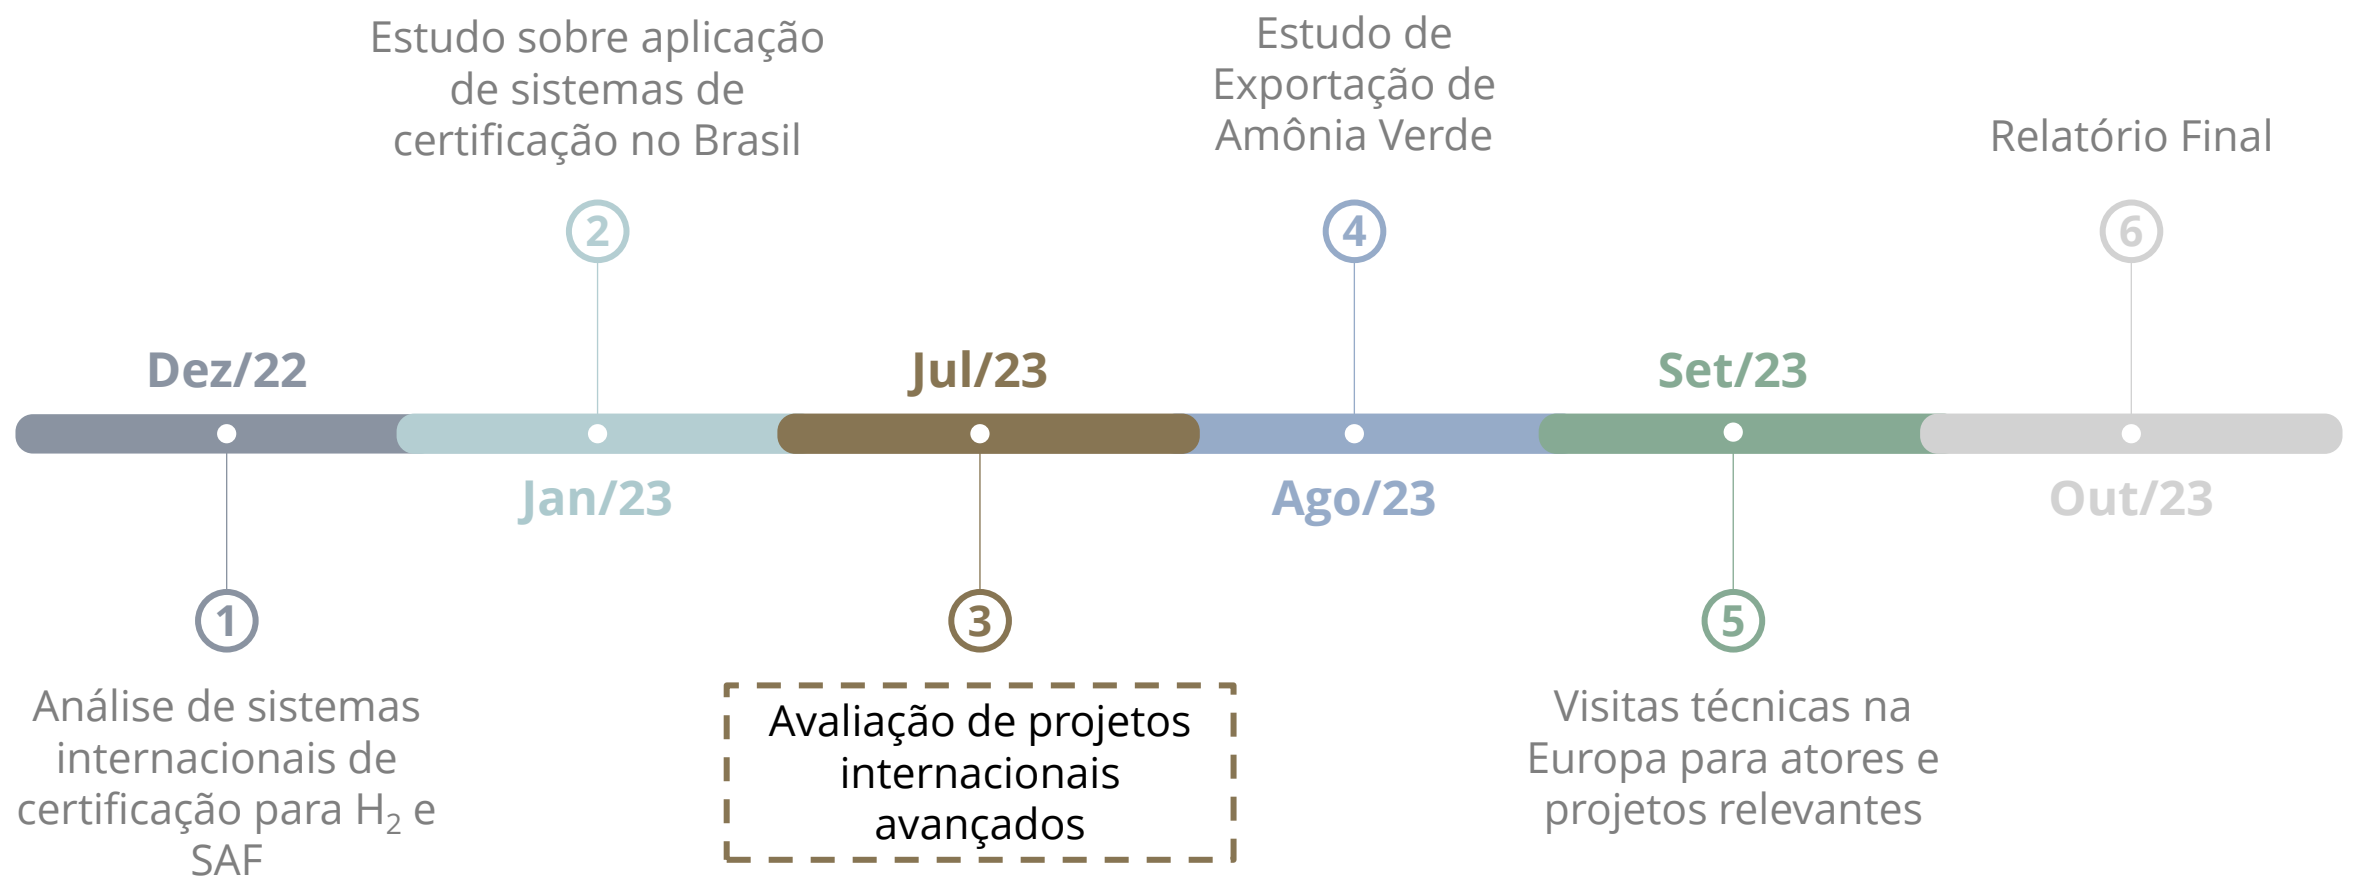 Estudo sobre aplicação
de sistemas de
certificação no Brasil
Estudo de
Exportação de
Amônia Verde
Relatório Final
2
4
6
Dez/22
Jul/23
Set/23
Jan/23
Ago/23
Out/23
1
3
5
Análise de sistemas
internacionais de
certificação para H₂ e
SAF
Avaliação de projetos
internacionais
avançados
Visitas técnicas na
Europa para atores e
projetos relevantes